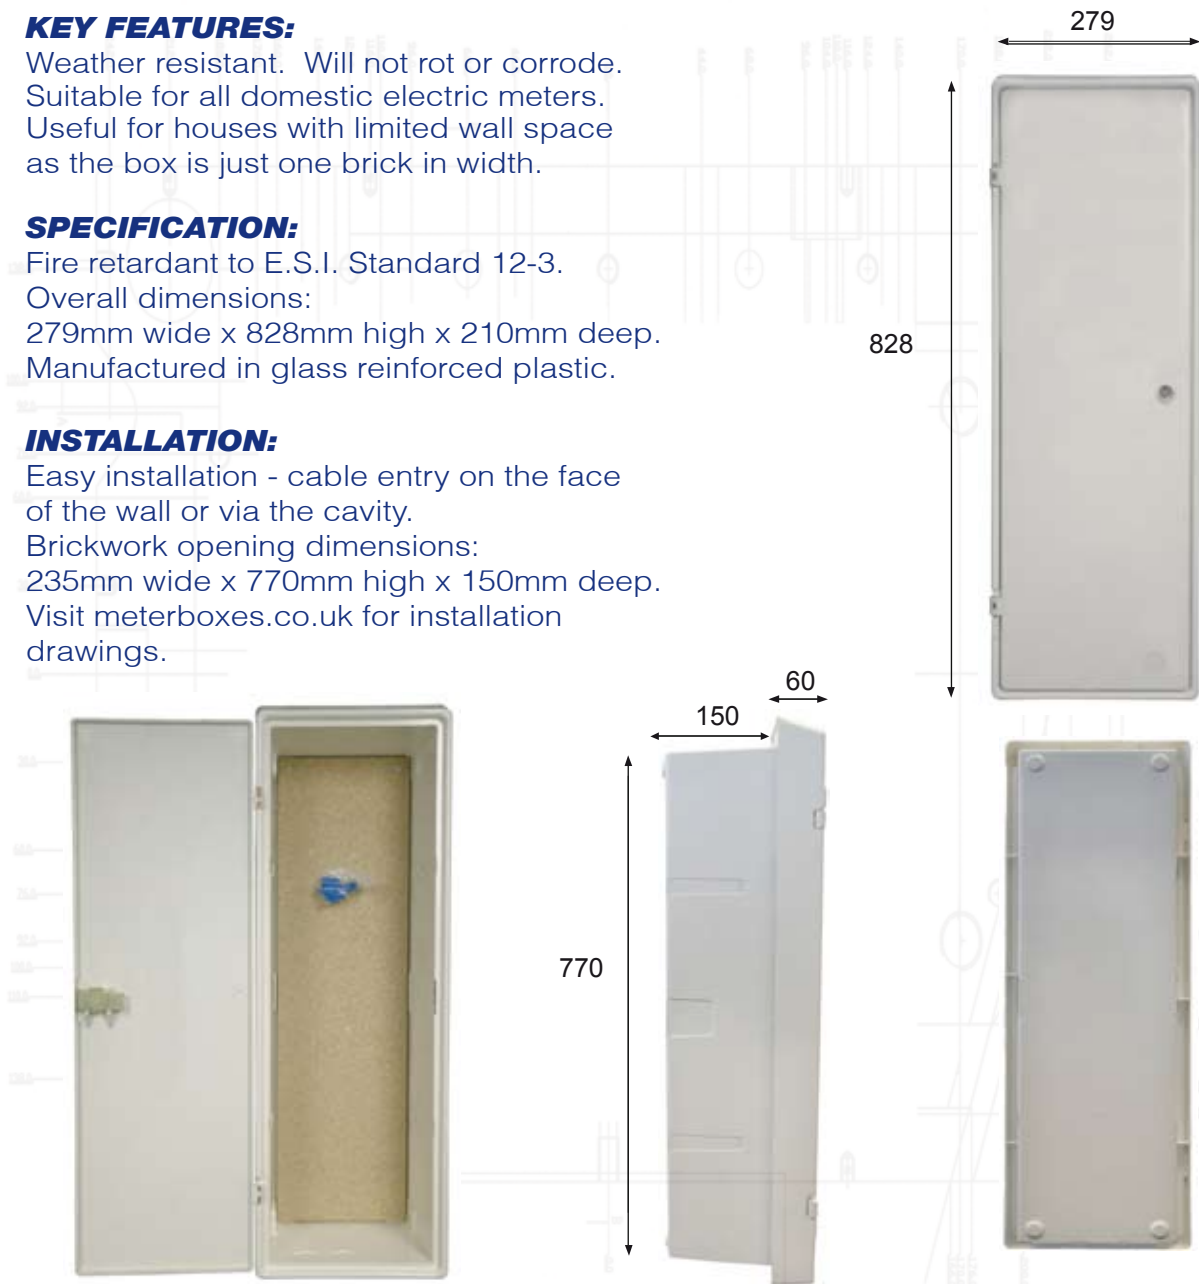 KEY FEATURES:
Weather resistant. Will not rot or corrode.
Suitable for all domestic electric meters.
Useful for houses with limited wall space
as the box is just one brick in width.
SPECIFICATION:
Fire retardant to E.S.I. Standard 12-3.
Overall dimensions:
279mm wide x 828mm high x 210mm deep.
Manufactured in glass reinforced plastic.
INSTALLATION:
Easy installation - cable entry on the face
of the wall or via the cavity.
Brickwork opening dimensions:
235mm wide x 770mm high x 150mm deep.
Visit meterboxes.co.uk for installation
drawings.
279
828
60
150
770